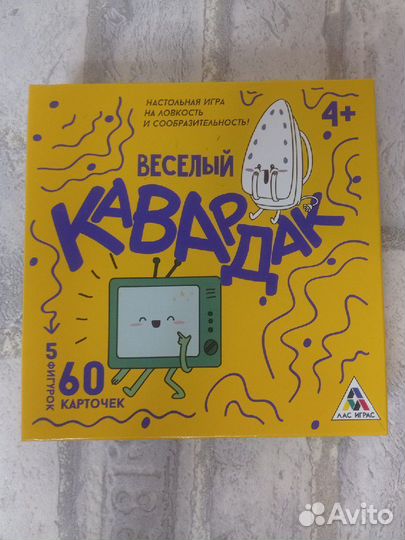 НАСТОЛЬНАЯ ИГРА
НА ЛОВКОСТЬ
И СООБРАЗИТЕЛЬНОСТЬ!
4+
ВЕСЕЛЫЙ
КАВАРДАК
5 ФИГУРОК
60
КАРТОЧЕК
ЛАС ИГРАС
Avito